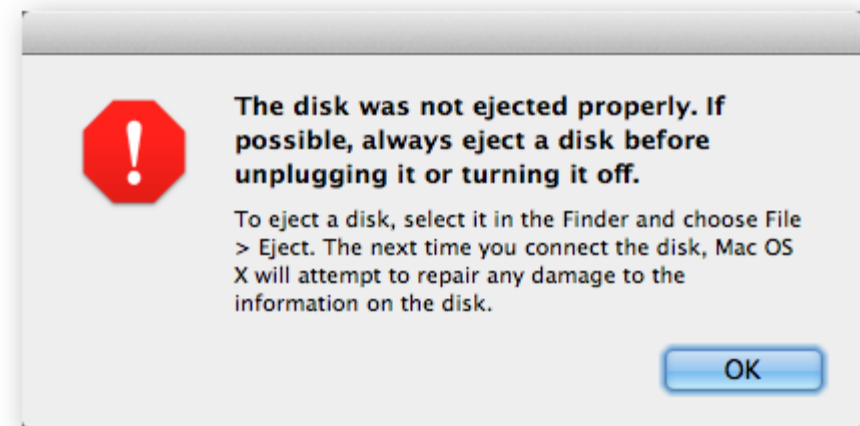 The disk was not ejected properly. If
possible, always eject a disk before
unplugging it or turning it off.
To eject a disk, select it in the Finder and choose File
> Eject. The next time you connect the disk, Mac OS
X will attempt to repair any damage to the
information on the disk.
OK